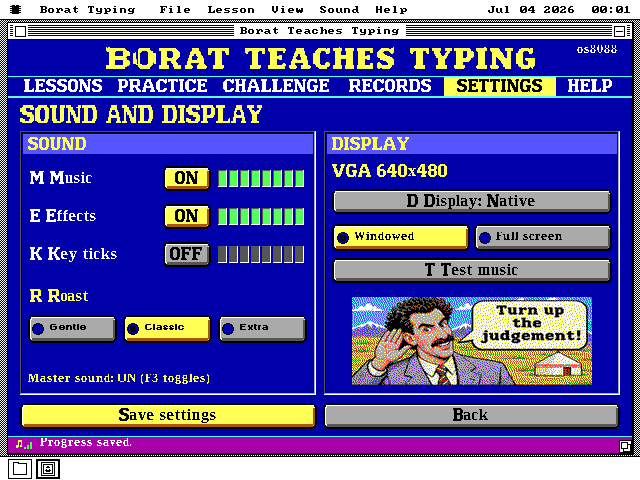 Borat Typing File Lesson View Sound Help Jul 04 2026 00:01
Borat Teaches Typing
BORAT TEACHES TYPING
os8088
LESSONS PRACTICE CHALLENGE RECORDS SETTINGS HELP
SOUND AND DISPLAY
SOUND
M Music ON
E Effects ON
K Key ticks OFF
R Roast
Gentle Classic Extra
Master sound: ON (F3 toggles)
DISPLAY
VGA 640x480
D Display: Native
Windowed Full screen
T Test music
Turn up
the
judgement!
Save settings Back
Progress saved.